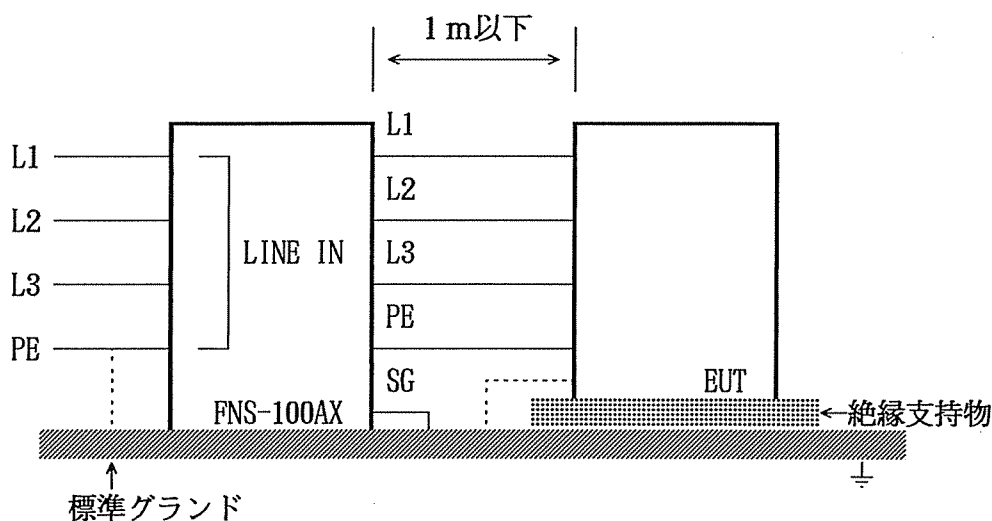 1m以下
L1
L2
L3
PE
LINE IN
FNS-100AX
L1
L2
L3
PE
SG
EUT
絶縁支持物
標準グランド